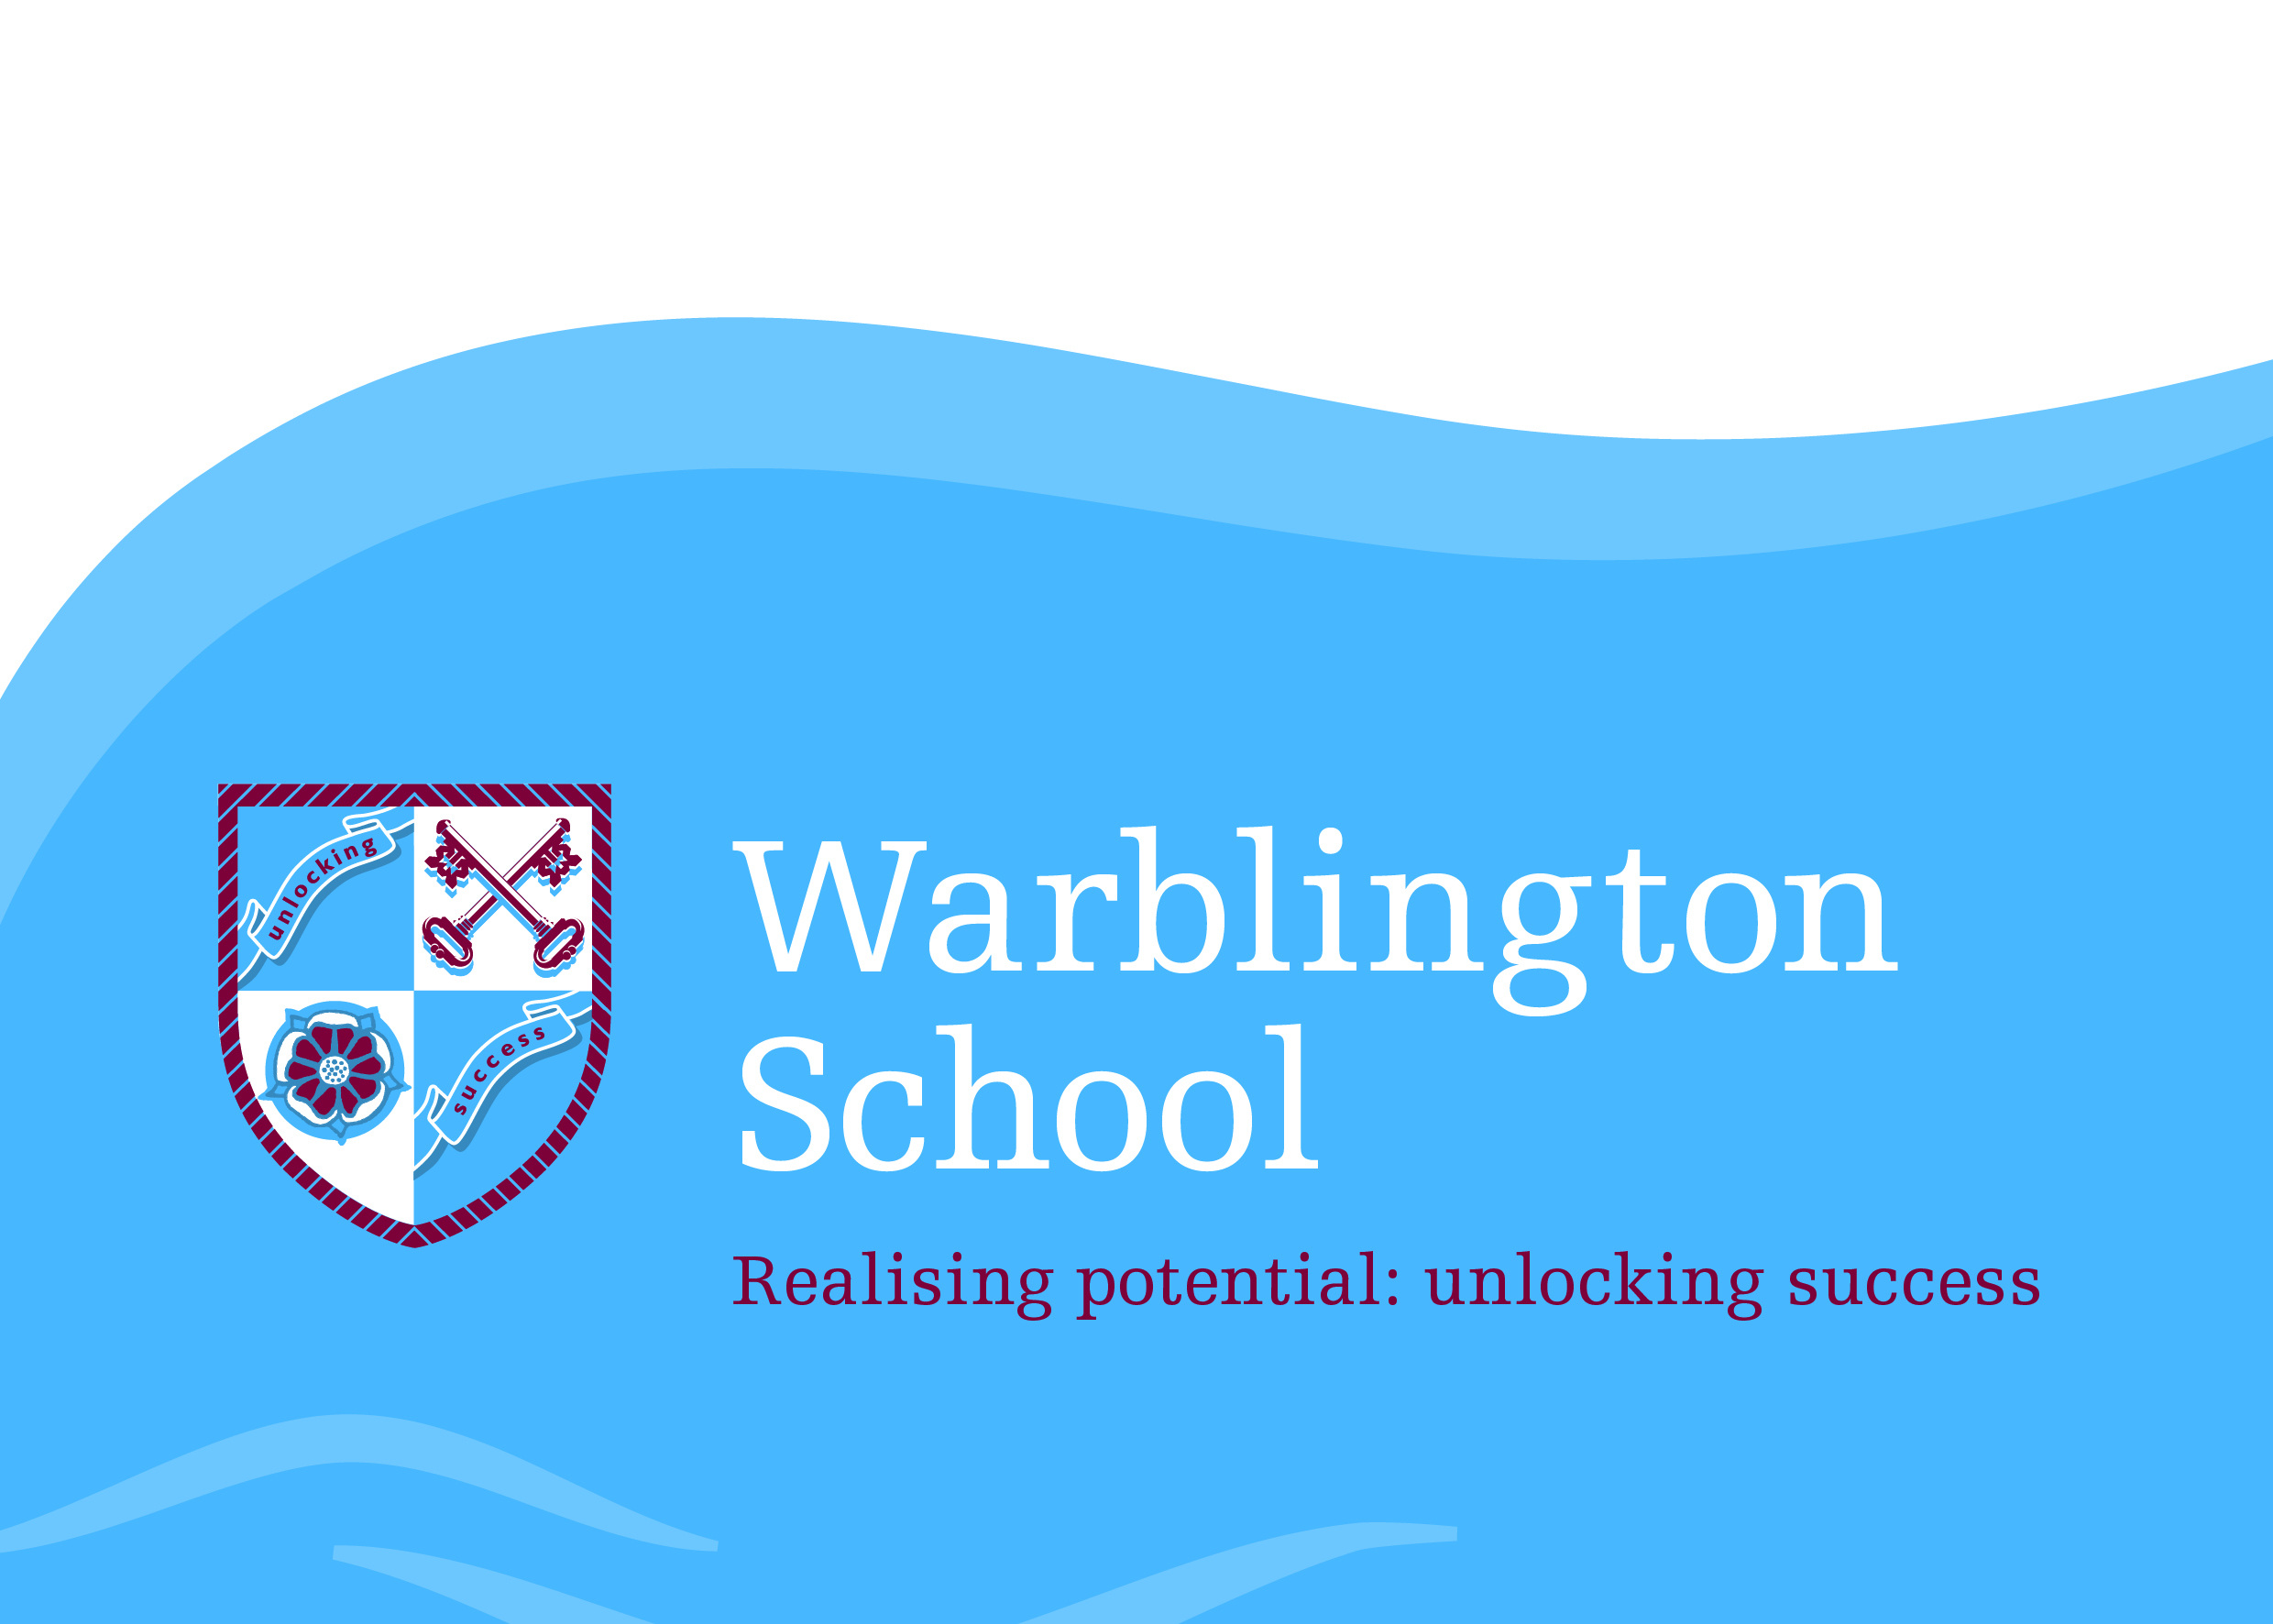 unlocking
success
Warblington
School
Realising potential: unlocking success